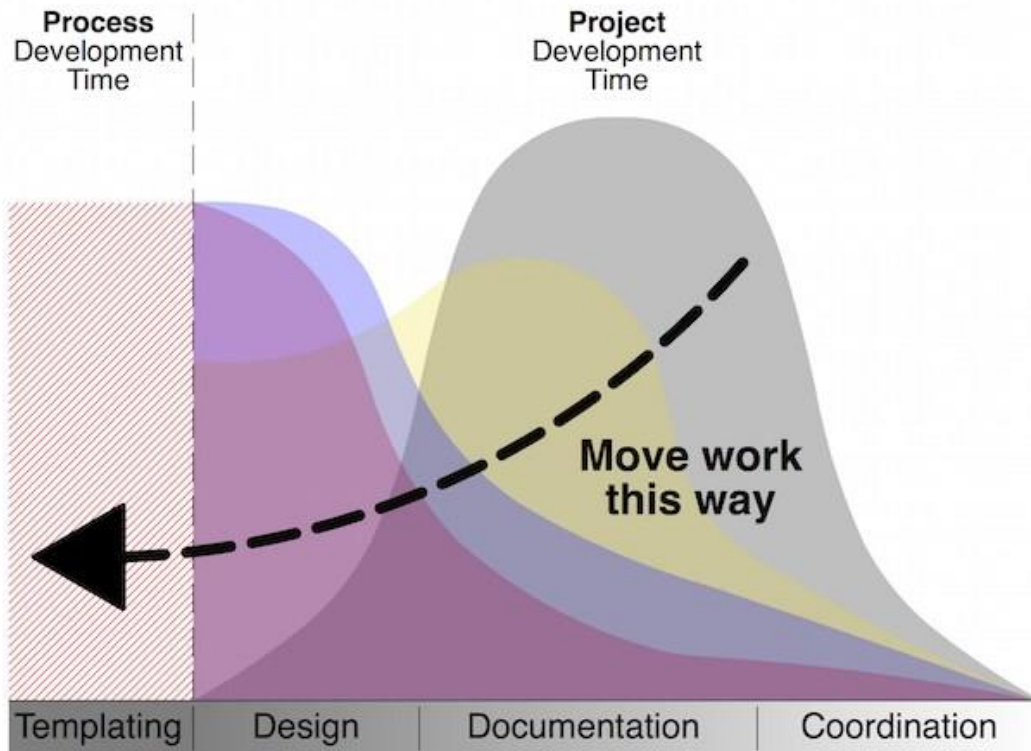 Process
Development
Time
Project
Development
Time
Move work
this way
Templating
Design
Documentation
Coordination